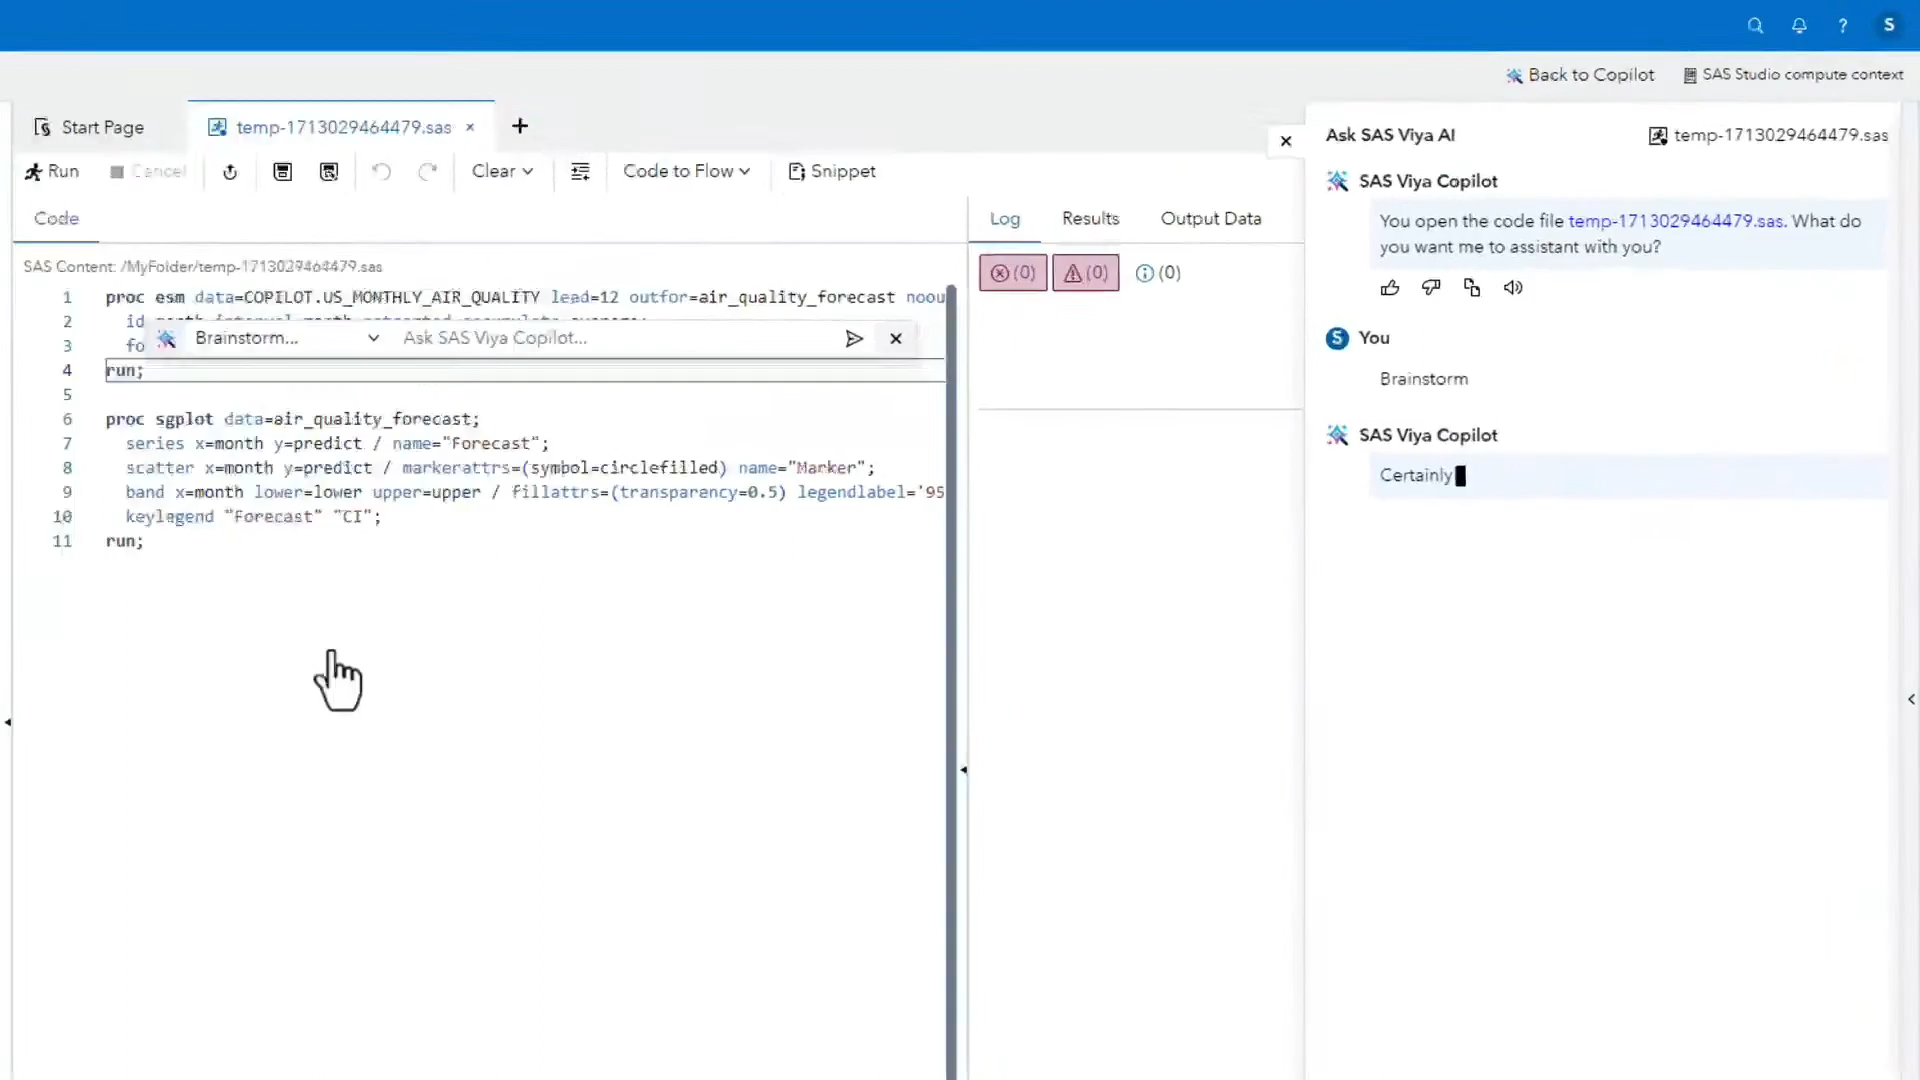 S
Back to Copilot
SAS Studio compute context
Start Page
temp-1713029464479.sas
Run
Cancel
Clear
Code to Flow
Snippet
Code
SAS Content: /MyFolder/temp-1713029464479.sas
1 proc esm data=COPILOT.US_MONTHLY_AIR_QUALITY lead=12 outfor=air_quality_forecast noou
2 id
3 fo
Brainstorm... Ask SAS Viya Copilot...
4 run;
5
6 proc sgplot data=air_quality_forecast;
7 series x=month y=predict / name="Forecast";
8 scatter x=month y=predict / markerattrs=(symbol=circlefilled) name="Marker";
9 band x=month lower=lower upper=upper / fillattrs=(transparency=0.5) legendlabel='95
10 keylegend "Forecast" "CI";
11 run;
Log
Results
Output Data
(0)
(0)
(0)
Ask SAS Viya AI
temp-1713029464479.sas
SAS Viya Copilot
You open the code file temp-1713029464479.sas. What do
you want me to assistant with you?
S You
Brainstorm
SAS Viya Copilot
Certainly